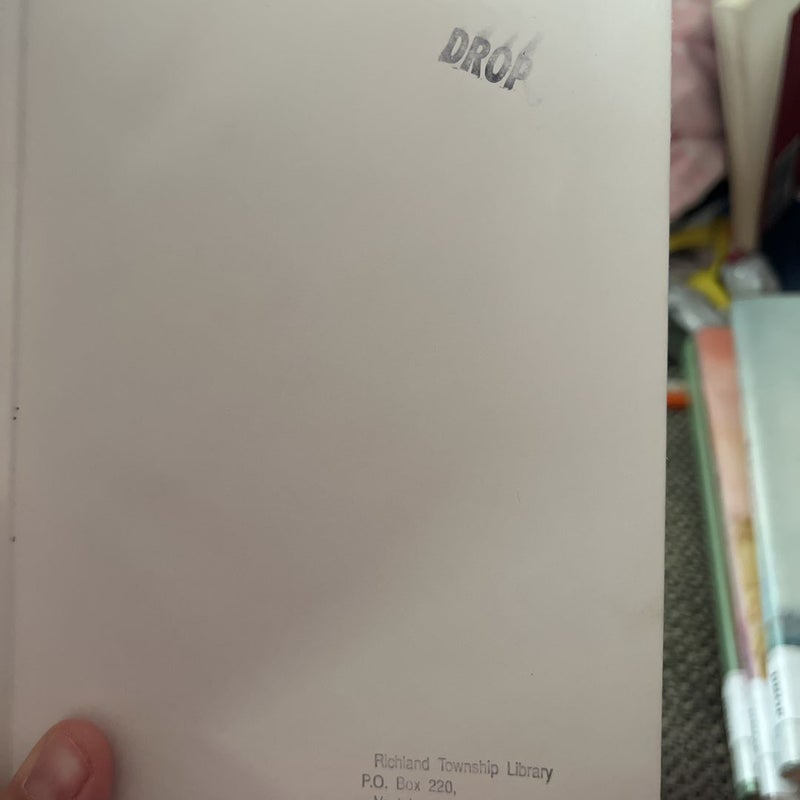 DROP
Richland Township Library
P.O. Box 220,